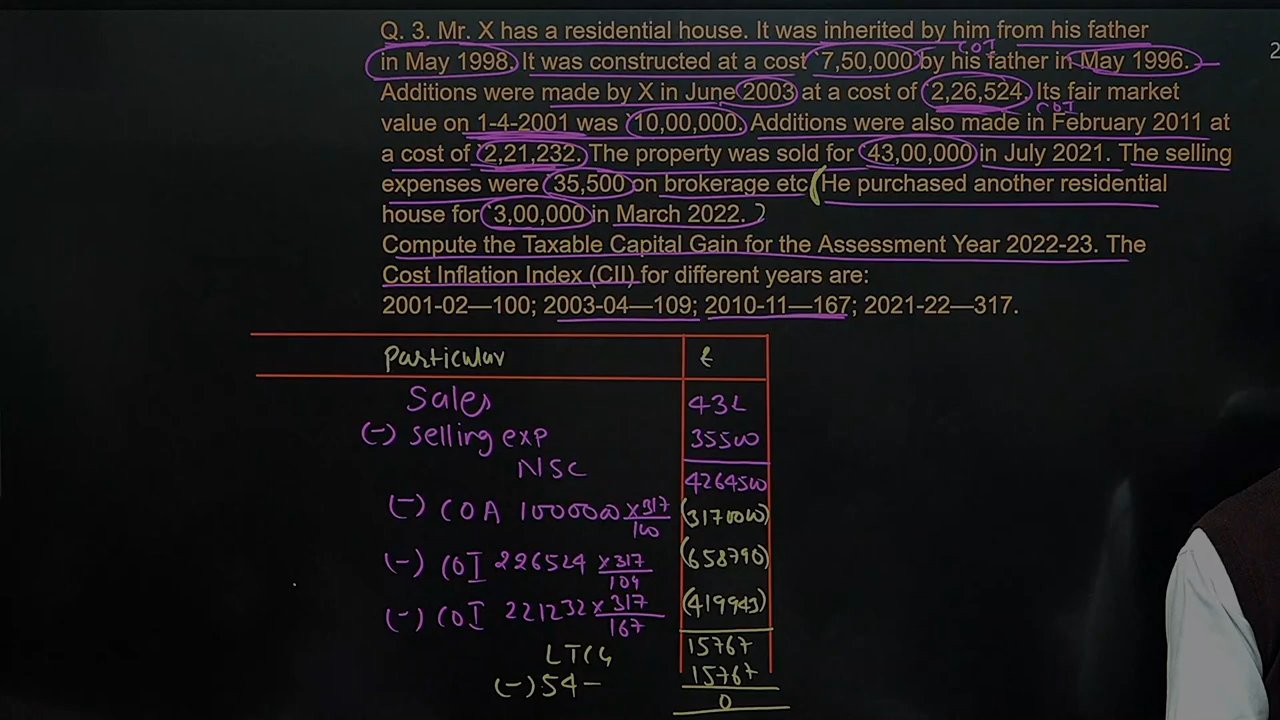 Q. 3. Mr. X has a residential house. It was inherited by him from his father
in May 1998. It was constructed at a cost `7,50,000 by his father in May 1996.
COI
Additions were made by X in June 2003 at a cost of `2,26,524. Its fair market
COI
value on 1-4-2001 was `10,00,000. Additions were also made in February 2011 at
a cost of `2,21,232. The property was sold for `43,00,000 in July 2021. The selling
expenses were `35,500 on brokerage etc. (He purchased another residential
house for `3,00,000 in March 2022.)
Compute the Taxable Capital Gain for the Assessment Year 2022-23. The
Cost Inflation Index (CII) for different years are:
2001-02—100; 2003-04—109; 2010-11—167; 2021-22—317.
2
Particular ₹
Sales 43L
(-) Selling exp 35500
NSC 4264500
(-) COA 1000000 × 317/100 (3170000)
(-) COI 226524 × 317/109 (658790)
(-) COI 221232 × 317/167 (419943)
LTCG 15767
(-) 54 - 15767
0